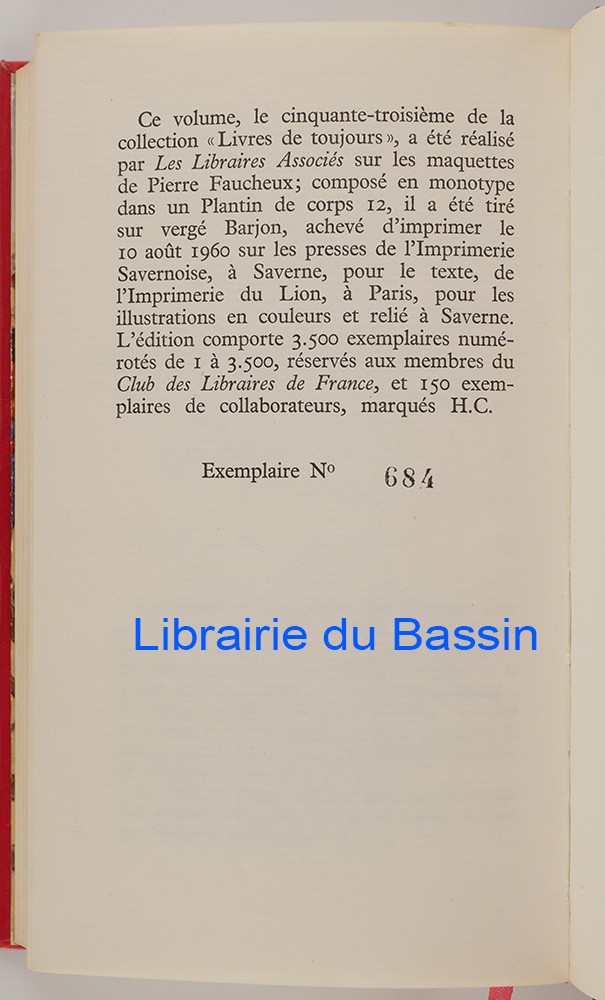 Ce volume, le cinquante-troisième de la
collection «Livres de toujours», a été réalisé
par Les Libraires Associés sur les maquettes
de Pierre Faucheux; composé en monotype
dans un Plantin de corps 12, il a été tiré
sur vergé Barjon, achevé d'imprimer le
10 août 1960 sur les presses de l'Imprimerie
Savernoise, à Saverne, pour le texte, de
l'Imprimerie du Lion, à Paris, pour les
illustrations en couleurs et relié à Saverne.
L'édition comporte 3.500 exemplaires numé-
rotés de 1 à 3.500, réservés aux membres du
Club des Libraires de France, et 150 exem-
plaires de collaborateurs, marqués H.C.
Exemplaire Nº 684
Librairie du Bassin